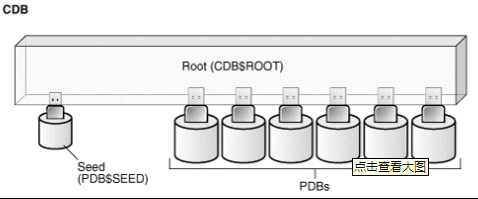 CDB
Root (CDB$ROOT)
Seed
(PDB$SEED)
点击查看大图
PDBs